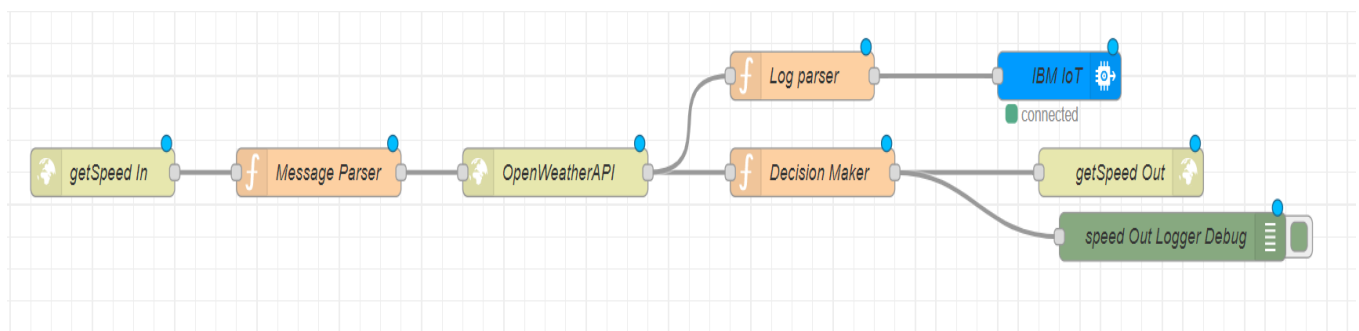 Log parser
IBM IoT
connected
getSpeed In
Message Parser
OpenWeatherAPI
Decision Maker
getSpeed Out
speed Out Logger Debug